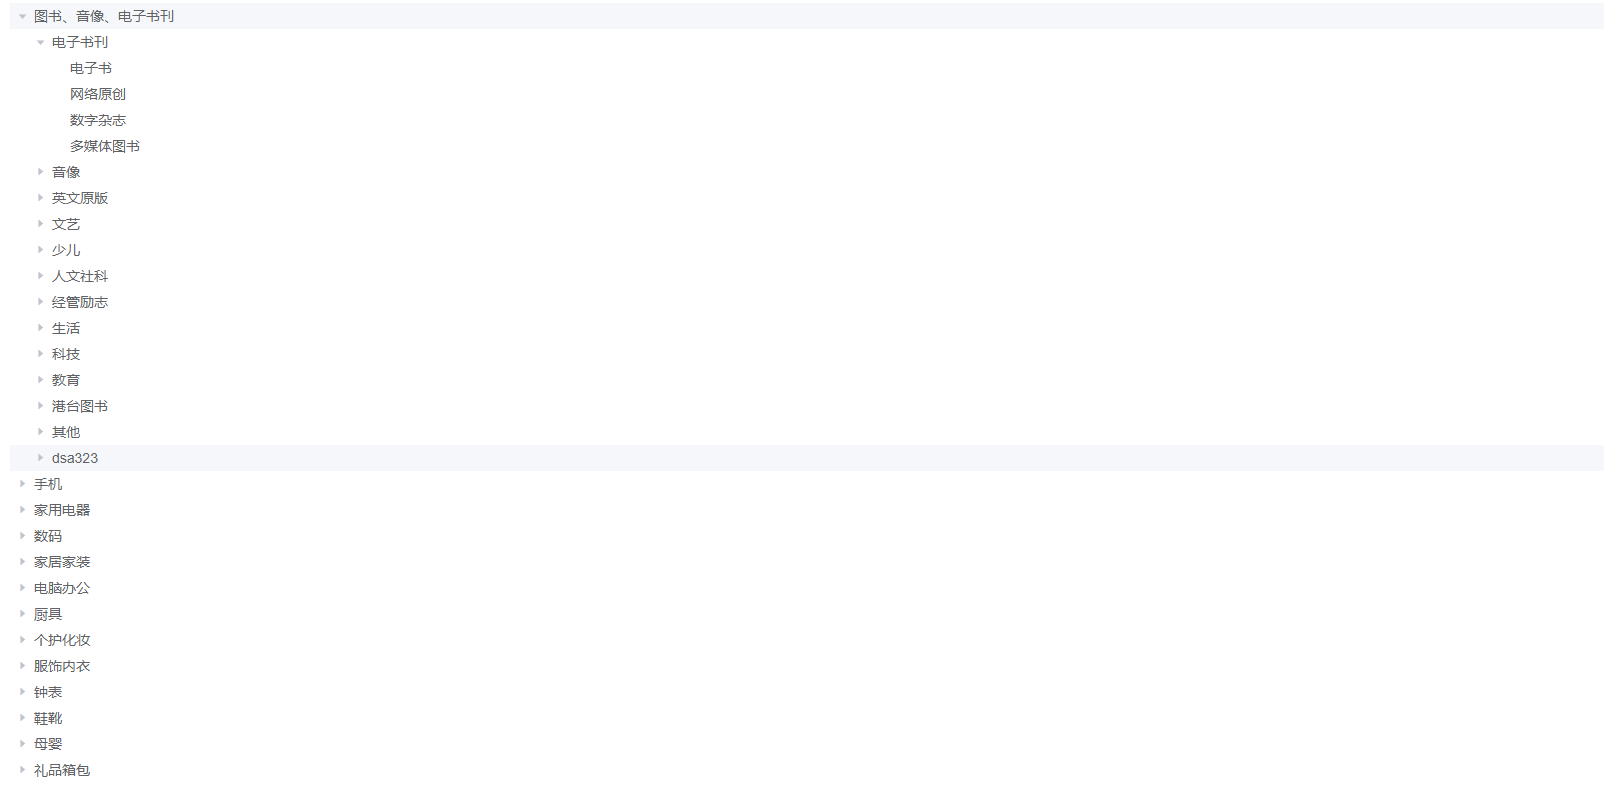 图书、音像、电子书刊
电子书刊
电子书
网络原创
数字杂志
多媒体图书
音像
英文原版
文艺
少儿
人文社科
经管励志
生活
科技
教育
港台图书
其他
dsa323
手机
家用电器
数码
家居家装
电脑办公
厨具
个护化妆
服饰内衣
钟表
鞋靴
母婴
礼品箱包